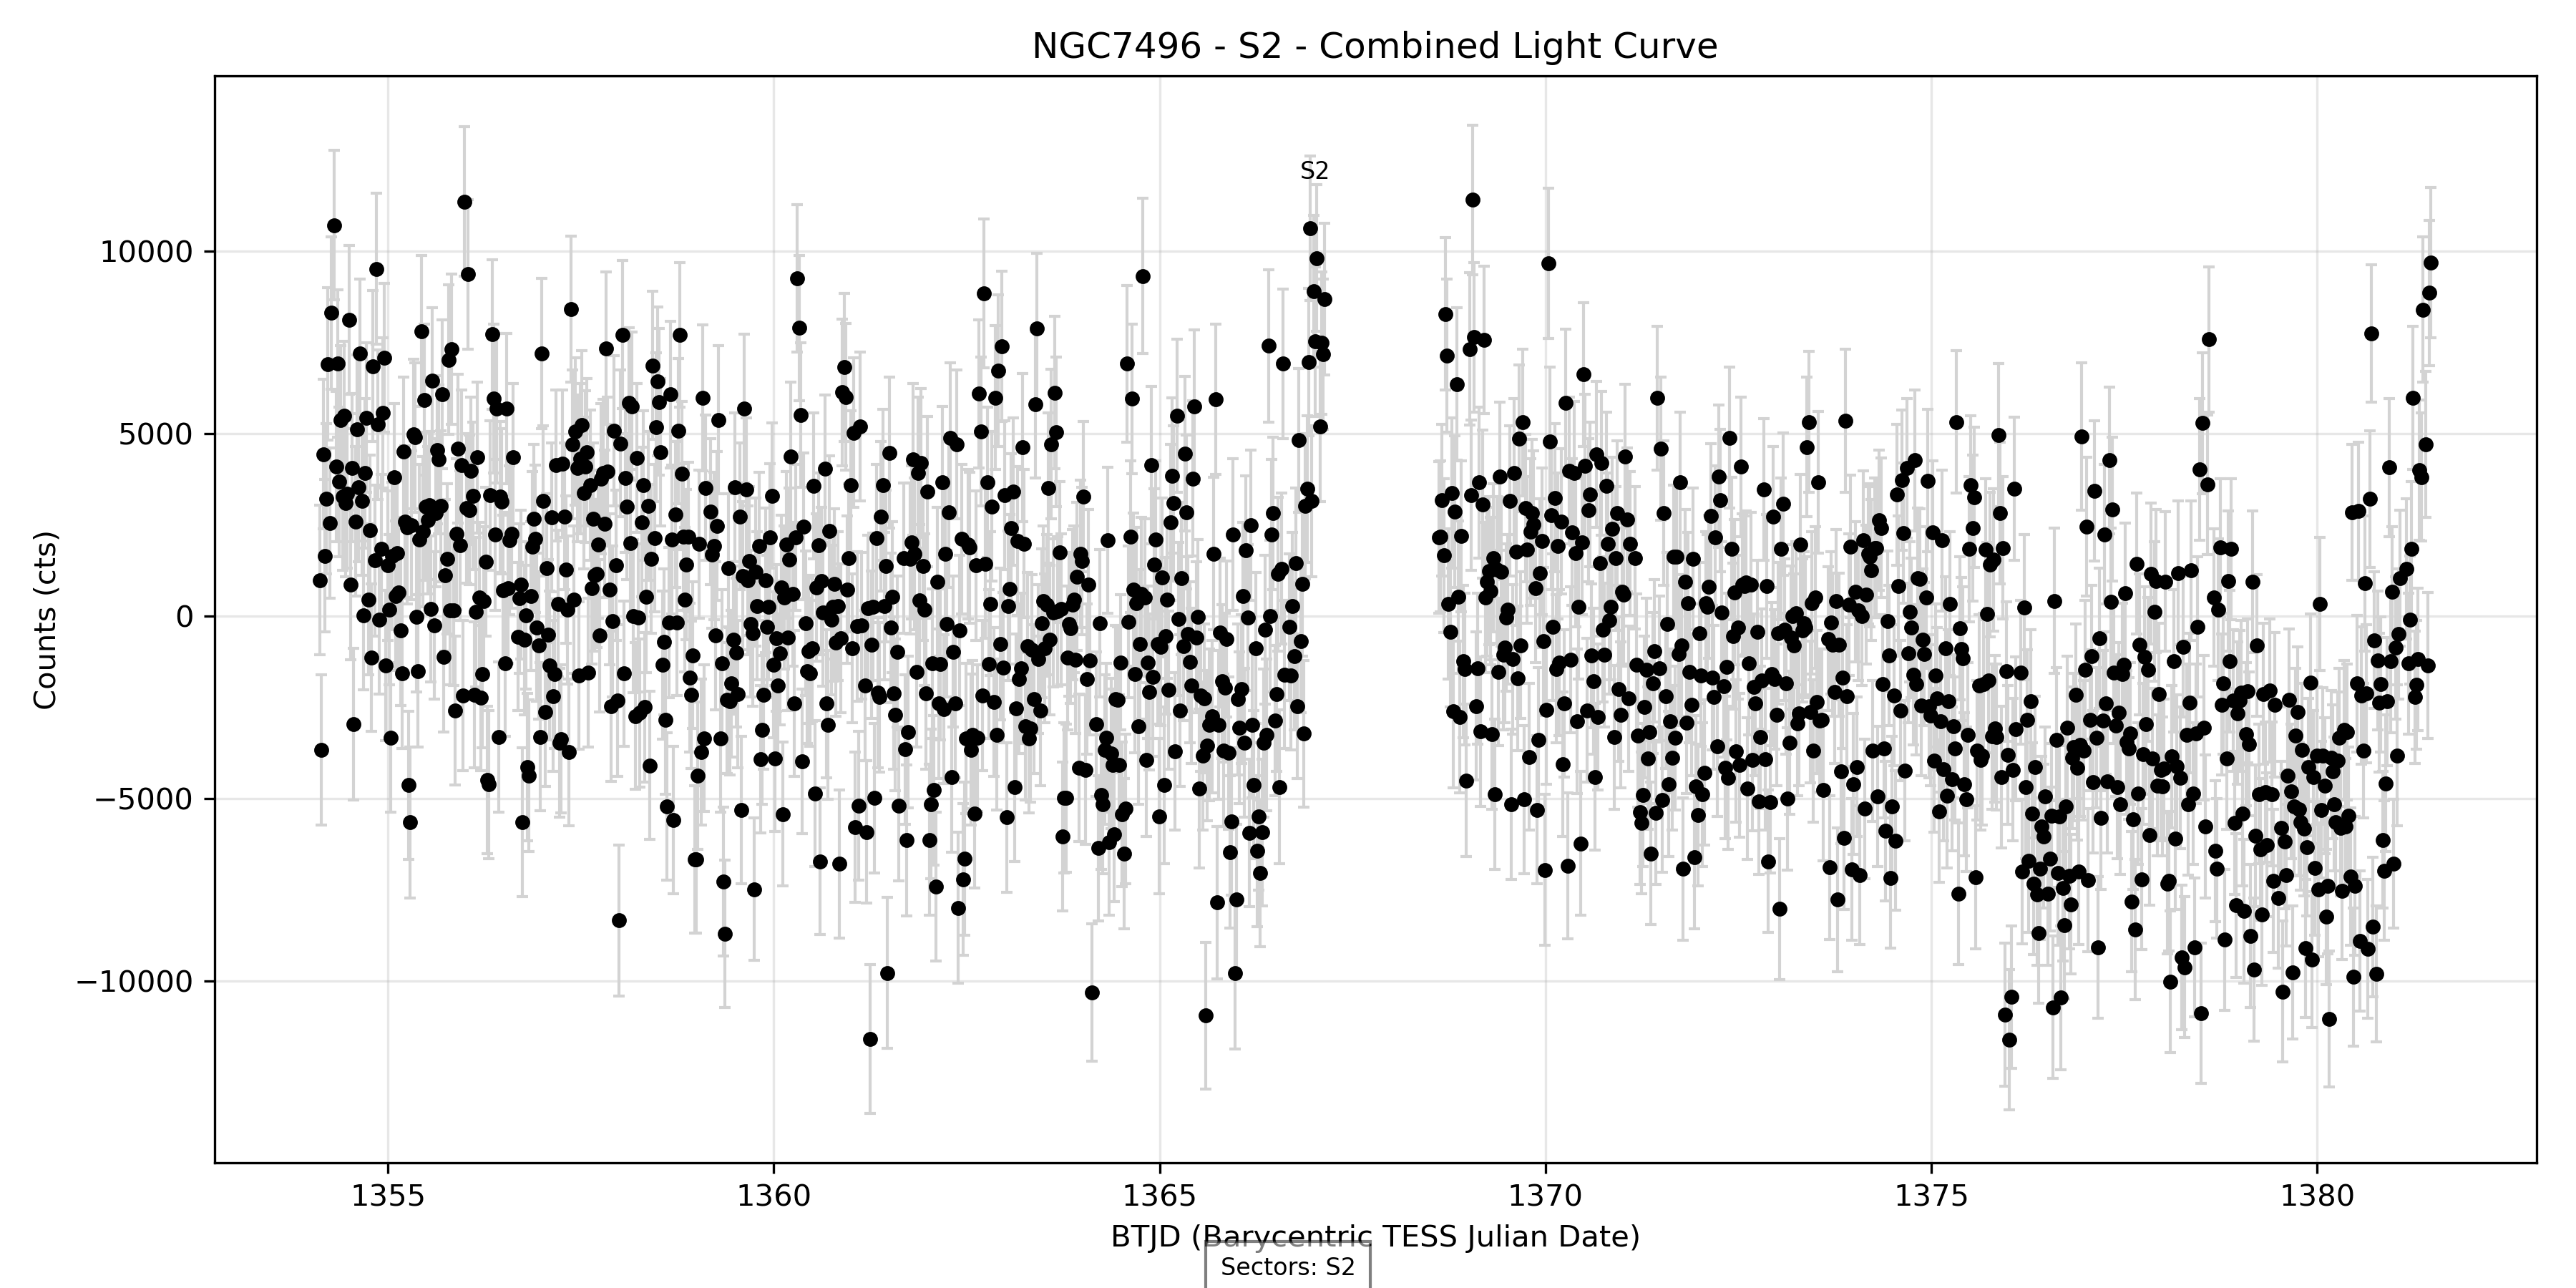 NGC7496 - S2 - Combined Light Curve
Counts (cts)
10000
5000
0
−5000
−10000
S2
1355 1360 1365 1370 1375 1380
BTJD (Barycentric TESS Julian Date)
Sectors: S2